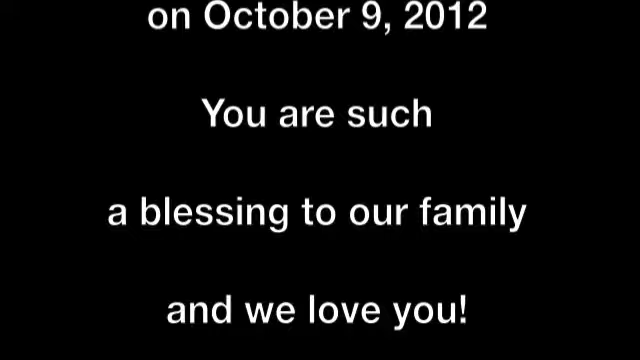 on October 9, 2012
You are such
a blessing to our family
and we love you!